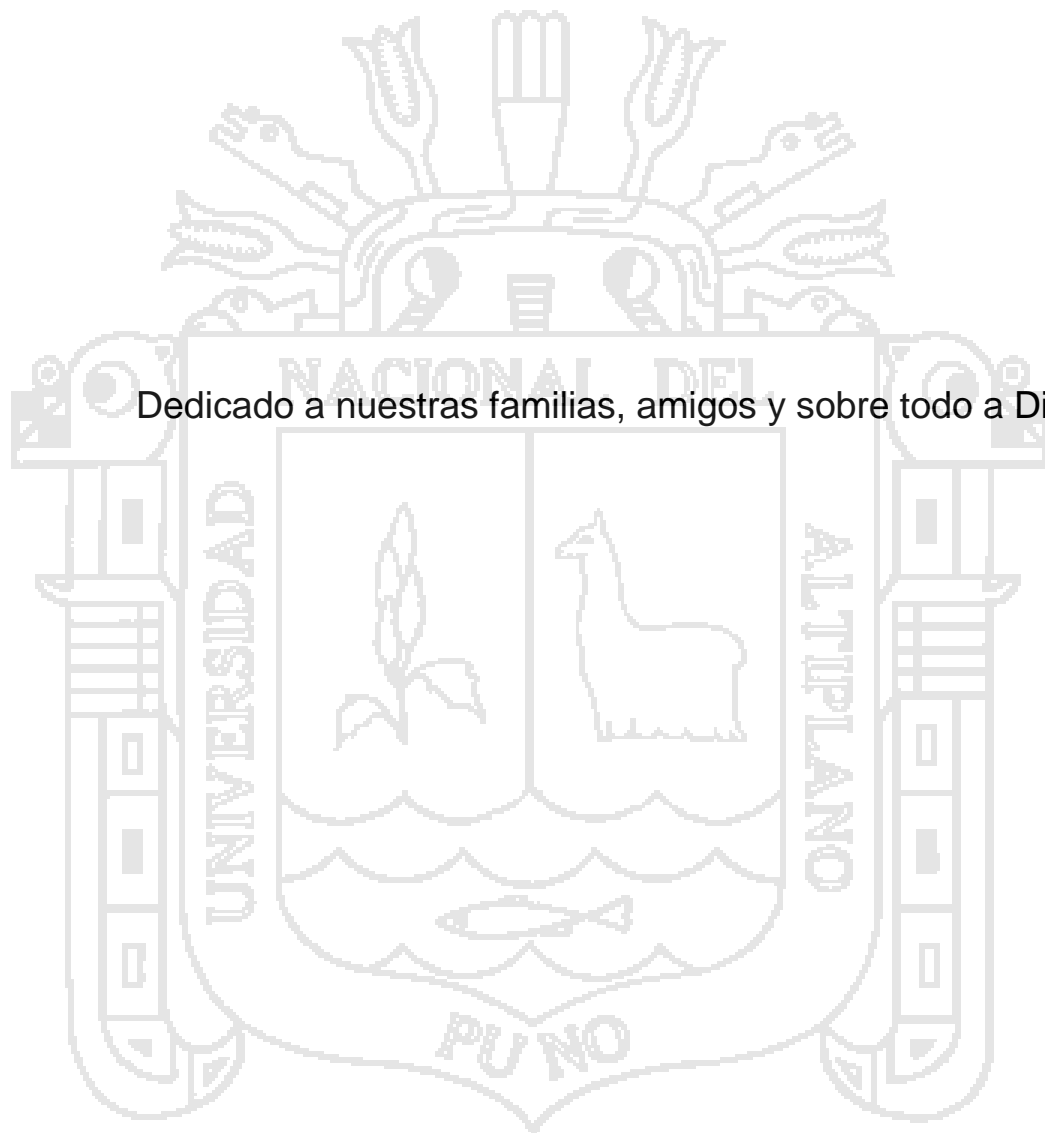 NACIONAL DEL
Dedicado a nuestras familias, amigos y sobre todo a Di
UNIVERSIDAD
ALTIPLANO
PUNO